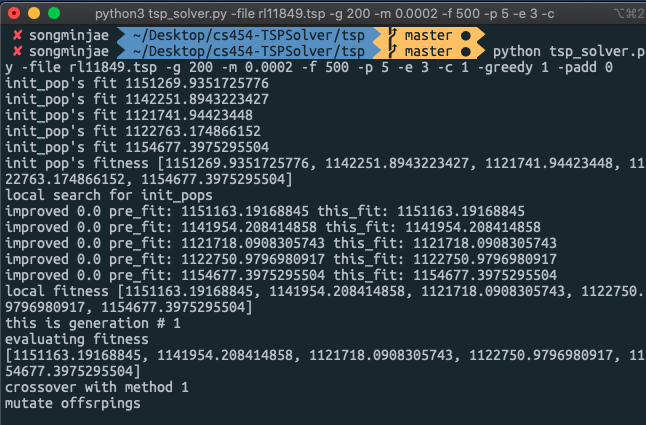 python3 tsp_solver.py -file rl11849.tsp -g 200 -m 0.0002 -f 500 -p 5 -e 3 -c
⌥⌘2
✘ songminjae ~/Desktop/cs454-TSPSolver/tsp master ●
✘ songminjae ~/Desktop/cs454-TSPSolver/tsp master ● python tsp_solver.p
y -file rl11849.tsp -g 200 -m 0.0002 -f 500 -p 5 -e 3 -c 1 -greedy 1 -padd 0
init_pop's fit 1151269.9351725776
init_pop's fit 1142251.8943223427
init_pop's fit 1121741.94423448
init_pop's fit 1122763.174866152
init_pop's fit 1154677.3975295504
init pop's fitness [1151269.9351725776, 1142251.8943223427, 1121741.94423448, 11
22763.174866152, 1154677.3975295504]
local search for init_pops
improved 0.0 pre_fit: 1151163.19168845 this_fit: 1151163.19168845
improved 0.0 pre_fit: 1141954.208414858 this_fit: 1141954.208414858
improved 0.0 pre_fit: 1121718.0908305743 this_fit: 1121718.0908305743
improved 0.0 pre_fit: 1122750.9796980917 this_fit: 1122750.9796980917
improved 0.0 pre_fit: 1154677.3975295504 this_fit: 1154677.3975295504
local fitness [1151163.19168845, 1141954.208414858, 1121718.0908305743, 1122750.
9796980917, 1154677.3975295504]
this is generation # 1
evaluating fitness
[1151163.19168845, 1141954.208414858, 1121718.0908305743, 1122750.9796980917, 11
54677.3975295504]
crossover with method 1
mutate offsrpings